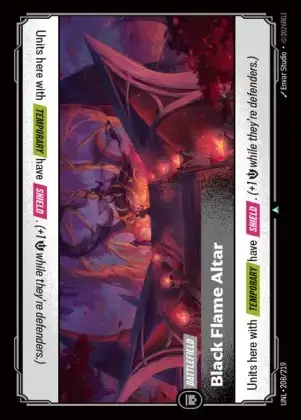 Units here with TEMPORARY have SHIELD. (+1 while they're defenders.)
BATTLEFIELD
Black Flame Altar
Units here with TEMPORARY have SHIELD. (+1 while they're defenders.)
UNL • 208/219
Envar Studio • ©2026RGI